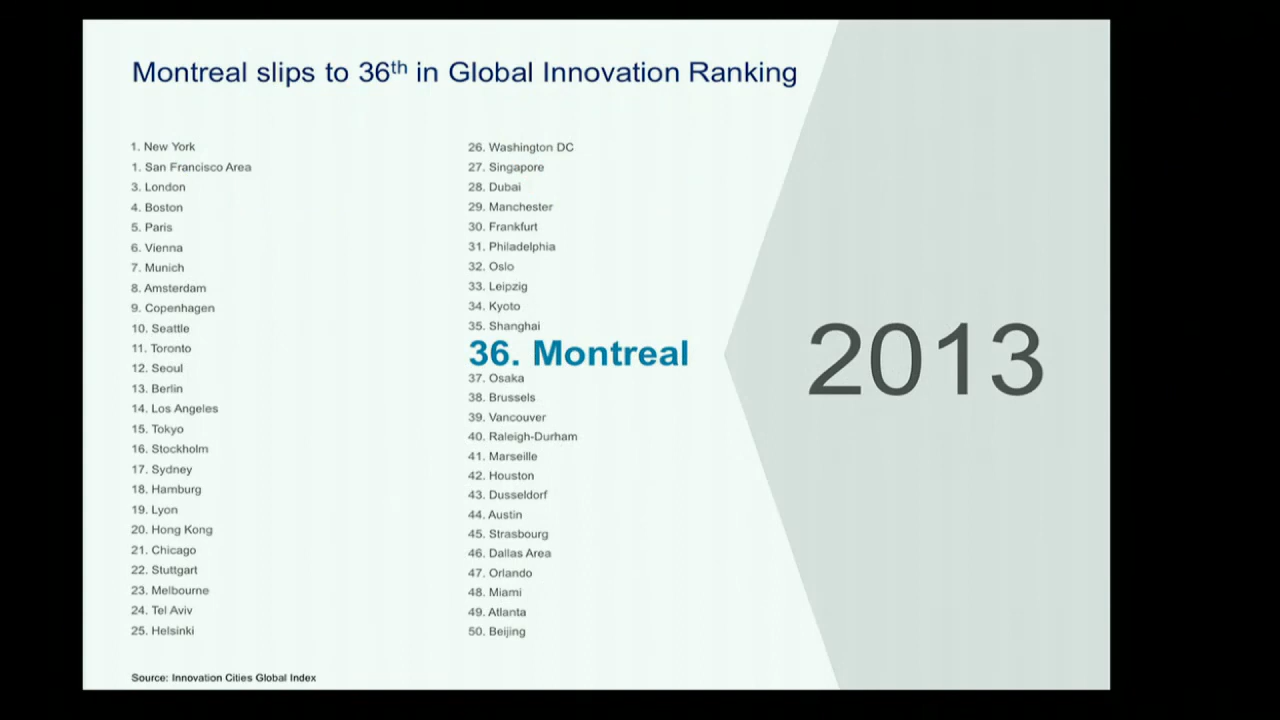 Montreal slips to 36th in Global Innovation Ranking
1. New York
1. San Francisco Area
3. London
4. Boston
5. Paris
6. Vienna
7. Munich
8. Amsterdam
9. Copenhagen
10. Seattle
11. Toronto
12. Seoul
13. Berlin
14. Los Angeles
15. Tokyo
16. Stockholm
17. Sydney
18. Hamburg
19. Lyon
20. Hong Kong
21. Chicago
22. Stuttgart
23. Melbourne
24. Tel Aviv
25. Helsinki
26. Washington DC
27. Singapore
28. Dubai
29. Manchester
30. Frankfurt
31. Philadelphia
32. Oslo
33. Leipzig
34. Kyoto
35. Shanghai
36. Montreal
37. Osaka
38. Brussels
39. Vancouver
40. Raleigh-Durham
41. Marseille
42. Houston
43. Dusseldorf
44. Austin
45. Strasbourg
46. Dallas Area
47. Orlando
48. Miami
49. Atlanta
50. Beijing
2013
Source: Innovation Cities Global Index